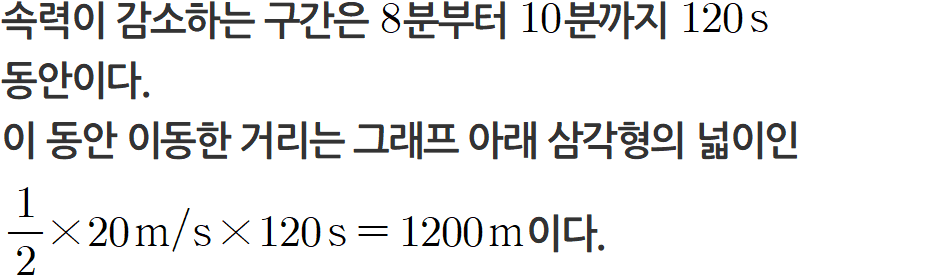 속력이 감소하는 구간은 8분부터 10분까지 120 s
동안이다.
이 동안 이동한 거리는 그래프 아래 삼각형의 넓이인
1/2 × 20 m/s × 120 s = 1200 m이다.